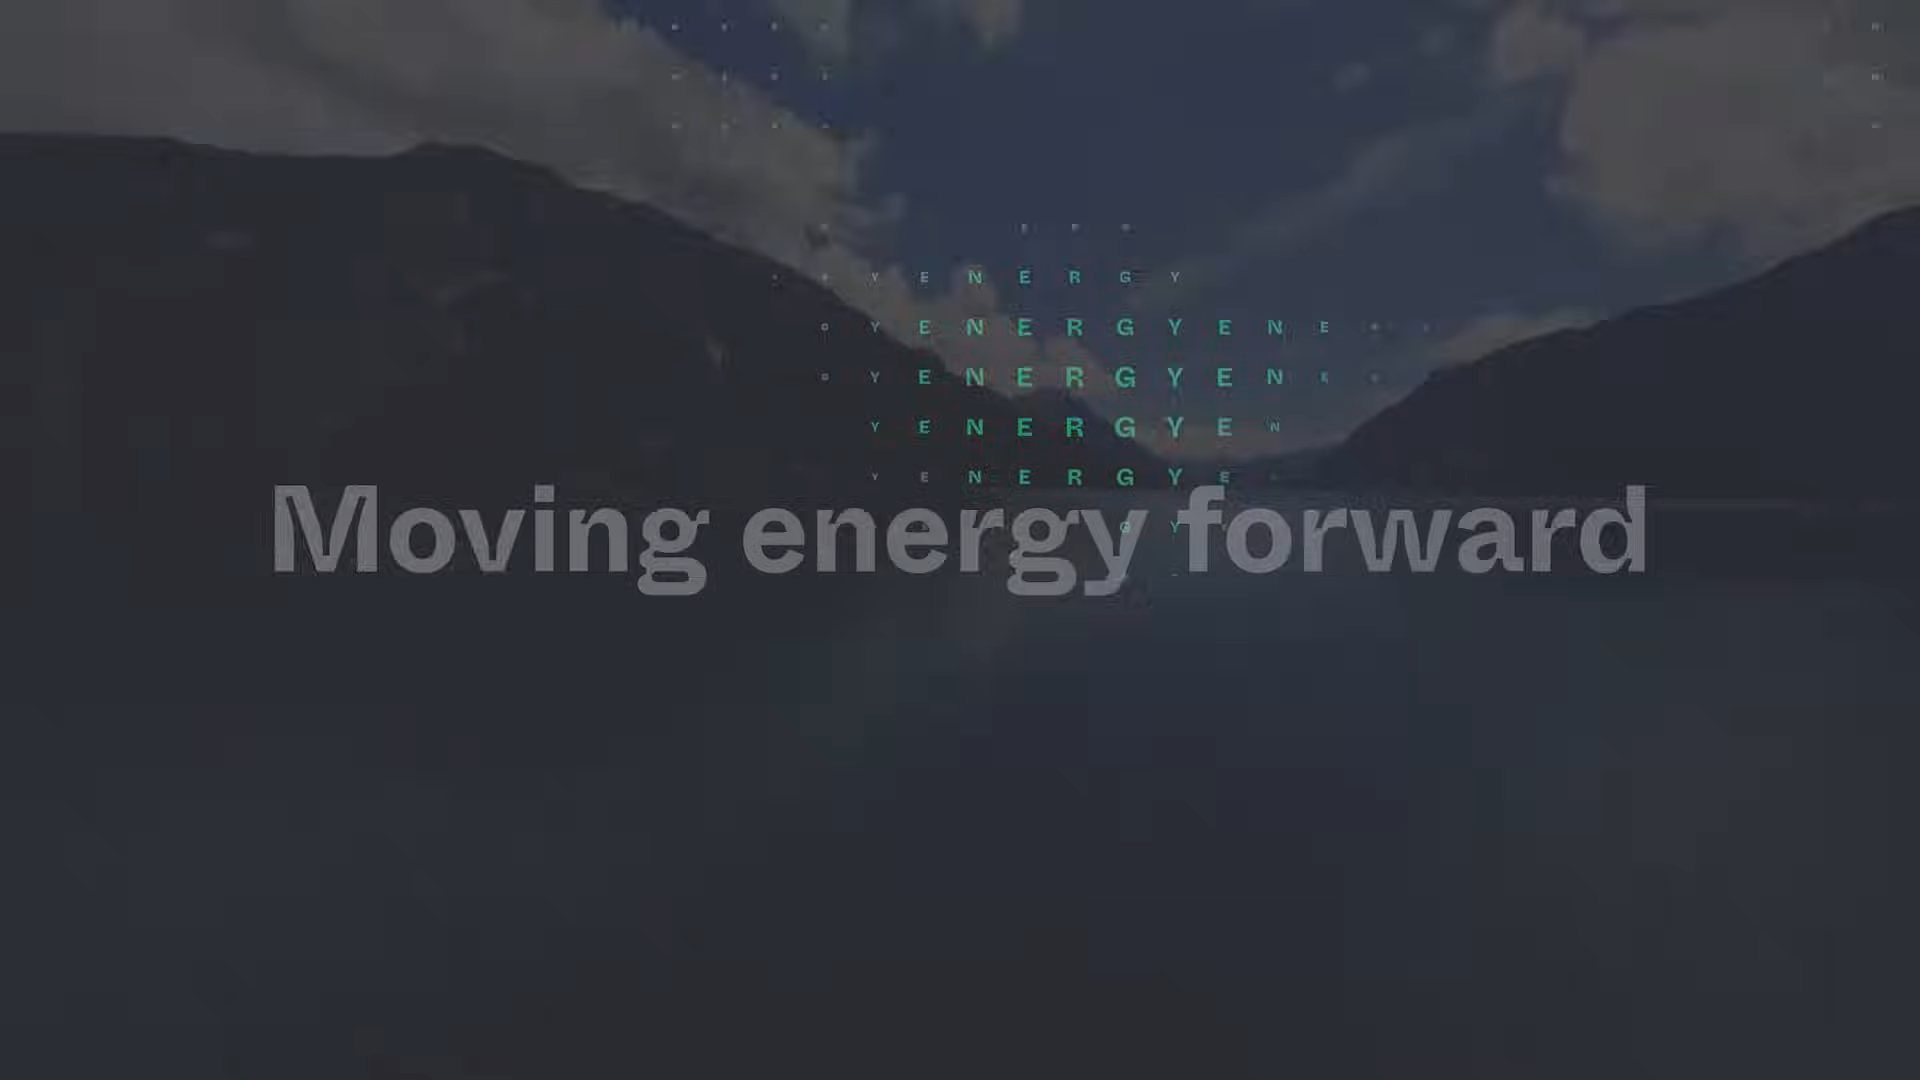 Y E N E R G Y
G Y E N E R G Y E N E
G Y E N E R G Y E N E
Y E N E R G Y E N
Y E N E R G Y E
G Y
Moving energy forward